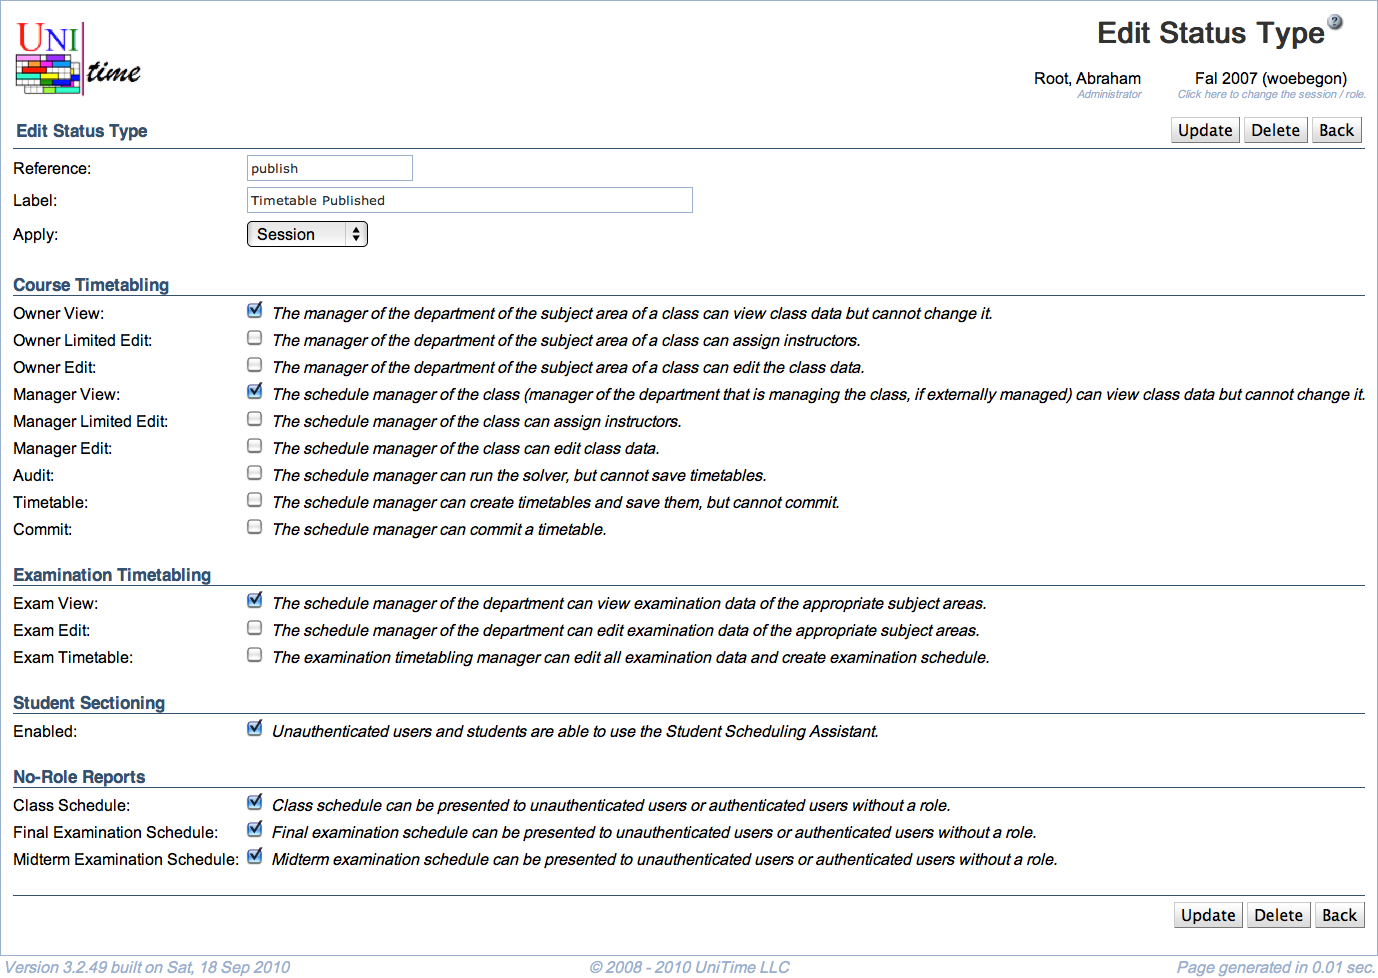 UNI time
Edit Status Type ?
Root, Abraham Fal 2007 (woebegon)
Administrator Click here to change the session / role.
Edit Status Type Update Delete Back
Reference: publish
Label: Timetable Published
Apply: Session
Course Timetabling
Owner View: The manager of the department of the subject area of a class can view class data but cannot change it.
Owner Limited Edit: The manager of the department of the subject area of a class can assign instructors.
Owner Edit: The manager of the department of the subject area of a class can edit the class data.
Manager View: The schedule manager of the class (manager of the department that is managing the class, if externally managed) can view class data but cannot change it.
Manager Limited Edit: The schedule manager of the class can assign instructors.
Manager Edit: The schedule manager of the class can edit class data.
Audit: The schedule manager can run the solver, but cannot save timetables.
Timetable: The schedule manager can create timetables and save them, but cannot commit.
Commit: The schedule manager can commit a timetable.
Examination Timetabling
Exam View: The schedule manager of the department can view examination data of the appropriate subject areas.
Exam Edit: The schedule manager of the department can edit examination data of the appropriate subject areas.
Exam Timetable: The examination timetabling manager can edit all examination data and create examination schedule.
Student Sectioning
Enabled: Unauthenticated users and students are able to use the Student Scheduling Assistant.
No-Role Reports
Class Schedule: Class schedule can be presented to unauthenticated users or authenticated users without a role.
Final Examination Schedule: Final examination schedule can be presented to unauthenticated users or authenticated users without a role.
Midterm Examination Schedule: Midterm examination schedule can be presented to unauthenticated users or authenticated users without a role.
Update Delete Back
Version 3.2.49 built on Sat, 18 Sep 2010 © 2008 - 2010 UniTime LLC Page generated in 0.01 sec.